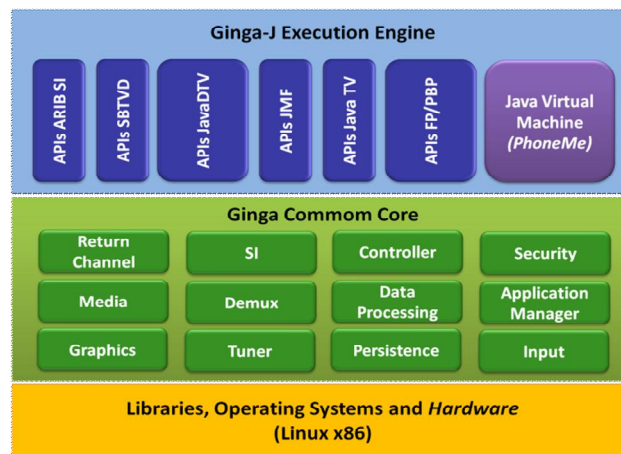 Ginga-J Execution Engine
APIs ARIB SI
APIs SBTVD
APIs JavaDTV
APIs JMF
APIs Java TV
APIs FP/PBP
Java Virtual
Machine
(PhoneMe)
Ginga Commom Core
Return
Channel
SI
Controller
Security
Media
Demux
Data
Processing
Application
Manager
Graphics
Tuner
Persistence
Input
Libraries, Operating Systems and Hardware
(Linux x86)